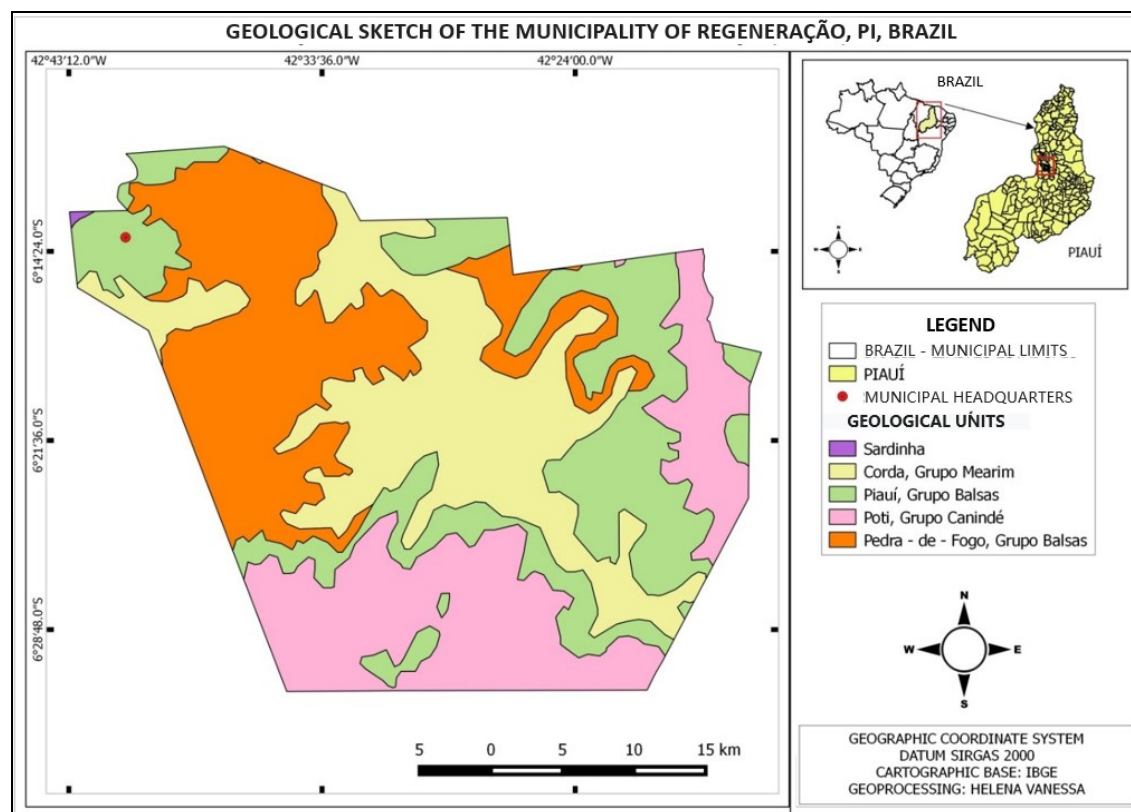 GEOLOGICAL SKETCH OF THE MUNICIPALITY OF REGENERAÇÃO, PI, BRAZIL
42°43'12.0"W
42°33'36.0"W
42°24'00.0"W
6°14'24.0"S
6°21'36.0"S
6°28'48.0"S
5 0 5 10 15 km
BRAZIL
PIAUÍ
N
W E
S
LEGEND
BRAZIL - MUNICIPAL LIMITS
PIAUÍ
MUNICIPAL HEADQUARTERS
GEOLOGICAL UNITS
Sardinha
Corda, Grupo Mearim
Piauí, Grupo Balsas
Poti, Grupo Canindé
Pedra - de - Fogo, Grupo Balsas
N
W E
S
GEOGRAPHIC COORDINATE SYSTEM
DATUM SIRGAS 2000
CARTOGRAPHIC BASE: IBGE
GEOPROCESSING: HELENA VANESSA